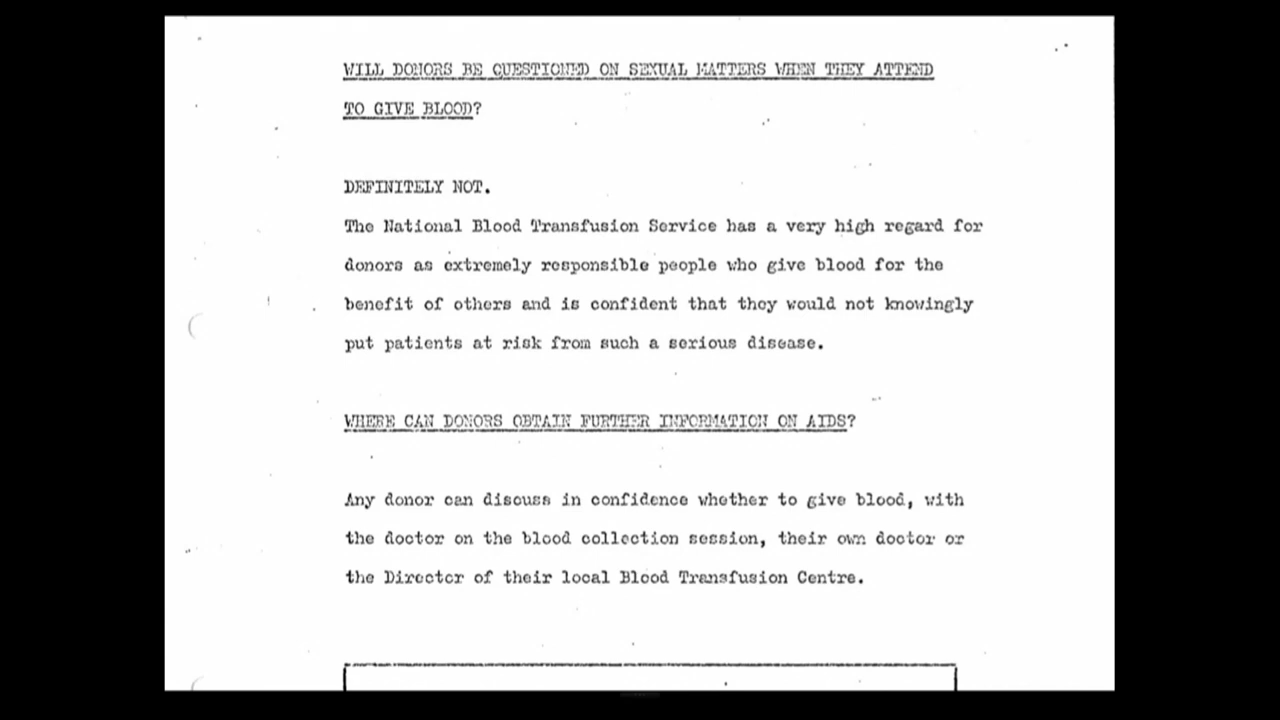 WILL DONORS BE QUESTIONED ON SEXUAL MATTERS WHEN THEY ATTEND
TO GIVE BLOOD?
DEFINITELY NOT.
The National Blood Transfusion Service has a very high regard for
donors as extremely responsible people who give blood for the
benefit of others and is confident that they would not knowingly
put patients at risk from such a serious disease.
WHERE CAN DONORS OBTAIN FURTHER INFORMATION ON AIDS?
Any donor can discuss in confidence whether to give blood, with
the doctor on the blood collection session, their own doctor or
the Director of their local Blood Transfusion Centre.